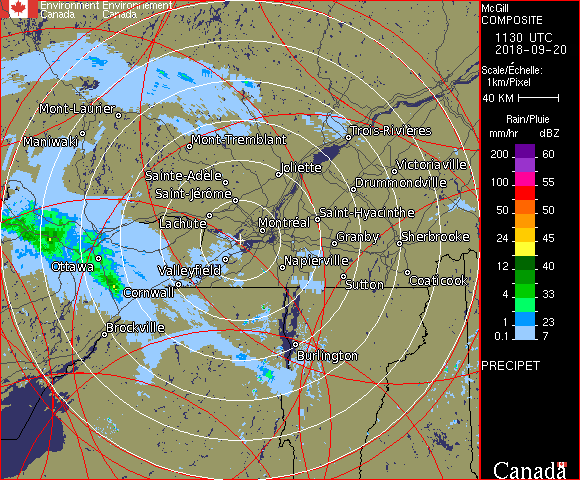 Environment Environnement
Canada Canada
McGill
COMPOSITE
1130 UTC
2018-09-20
Scale/Échelle:
1km/Pixel
40 KM
Rain/Pluie
mm/hr dBZ
200 60
100 55
75 53
50 50
24 45
12 40
4 33
1 23
0.1 7
PRECIPET
Canada
Mont-Laurier
Maniwaki
Mont-Tremblant
Trois-Rivières
Sainte-Adèle
Joliette
Victoriaville
Saint-Jérôme
Drummondville
Lachute
Montréal
Saint-Hyacinthe
Granby
Sherbrooke
Ottawa
Valleyfield
Napierville
Cornwall
Sutton
Coaticook
Brockville
Burlington